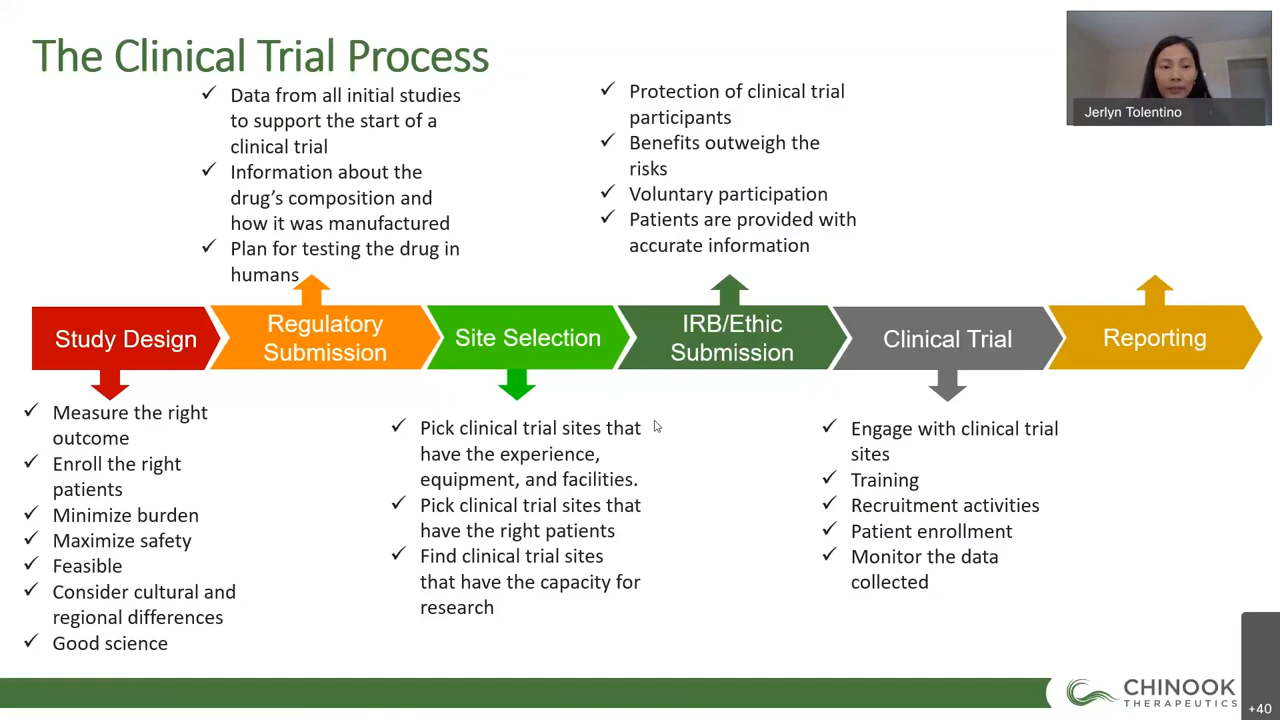 The Clinical Trial Process
Jerlyn Tolentino
Data from all initial studies
to support the start of a
clinical trial
Information about the
drug’s composition and
how it was manufactured
Plan for testing the drug in
humans
Protection of clinical trial
participants
Benefits outweigh the
risks
Voluntary participation
Patients are provided with
accurate information
Study Design
Regulatory
Submission
Site Selection
IRB/Ethic
Submission
Clinical Trial
Reporting
Measure the right
outcome
Enroll the right
patients
Minimize burden
Maximize safety
Feasible
Consider cultural and
regional differences
Good science
Pick clinical trial sites that
have the experience,
equipment, and facilities.
Pick clinical trial sites that
have the right patients
Find clinical trial sites
that have the capacity for
research
Engage with clinical trial
sites
Training
Recruitment activities
Patient enrollment
Monitor the data
collected
CHINOOK
THERAPEUTICS
+40